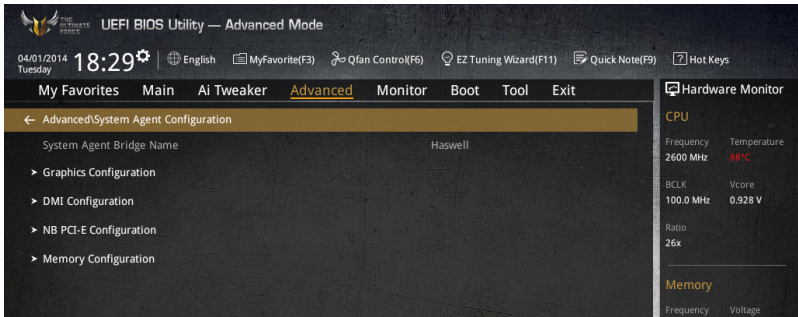 THE ULTIMATE FORCE
UEFI BIOS Utility — Advanced Mode
04/01/2014
Tuesday
18:29
English
MyFavorite(F3)
Qfan Control(F6)
EZ Tuning Wizard(F11)
Quick Note(F9)
? Hot Keys
My Favorites Main Ai Tweaker Advanced Monitor Boot Tool Exit
Hardware Monitor
← Advanced\System Agent Configuration
System Agent Bridge Name Haswell
> Graphics Configuration
> DMI Configuration
> NB PCI-E Configuration
> Memory Configuration
CPU
Frequency Temperature
2600 MHz 88°C
BCLK Vcore
100.0 MHz 0.928 V
Ratio
26x
Memory
Frequency Voltage